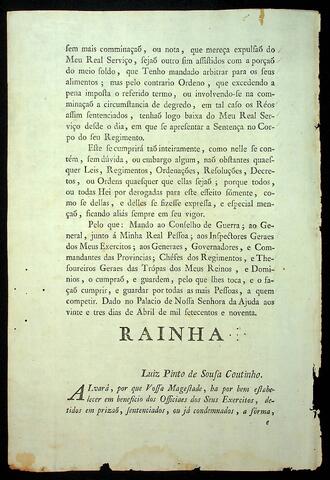 ſem mais comminaçaõ, ou nota, que mereça expulſaõ do
Meu Real Serviço, ſejaõ outro ſim aſſiſtidos com a porçaõ
do meio ſoldo, que Tenho mandado arbitrar para os ſeus
alimentos; mas pelo contrario Ordeno, que excedendo a
pena impoſta o referido termo, ou involvendo-ſe na com-
minaçaõ a circumſtancia de degredo, em tal caſo os Réos
aſſim ſentenciados, tenhaõ logo baixa do Meu Real Ser-
viço desde o dia, em que ſe apreſentar a Sentença no Cor-
po do ſeu Regimento.
Eſte ſe cumprirá taõ inteiramente, como nelle ſe con-
tém, ſem dúvida, ou embargo algum, naõ obſtantes quaeſ-
quer Leis, Regimentos, Ordenações, Reſoluções, Decre-
tos, ou Ordens quaeſquer que ellas ſejaõ; porque todos,
ou todas Hei por derogadas para eſte effeito ſómente, co-
mo ſe dellas, e delles ſe fizeſſe expreſſa, e eſpecial men-
çaõ, ficando aliás ſempre em ſeu vigor.
Pelo que: Mando ao Conſelho de Guerra; ao Ge-
neral, junto á Minha Real Peſſoa; aos Inſpectores Geraes
dos Meus Exercitos; aos Generaes, Governadores, e Com-
mandantes das Provincias; Chéfes dos Regimentos, e The-
ſoureiros Geraes das Trópas dos Meus Reinos, e Domi-
nios, o cumpraõ, e guardem, pelo que lhes toca, e o fa-
çaõ cumprir, e guardar por todas as mais Peſſoas, a quem
competir. Dado no Palacio de Noſſa Senhora da Ajuda aos
vinte e tres dias de Abril de mil ſetecentos e noventa.
RAINHA
Luiz Pinto de Souſa Coutinho.
ALvará, por que Voſſa Mageſtade, ha por bem eſtabe-
lecer em beneficio dos Officiaes dos Seus Exercitos, de-
tidos em prizaõ, ſentenciados, ou já condemnados, a fórma,
e